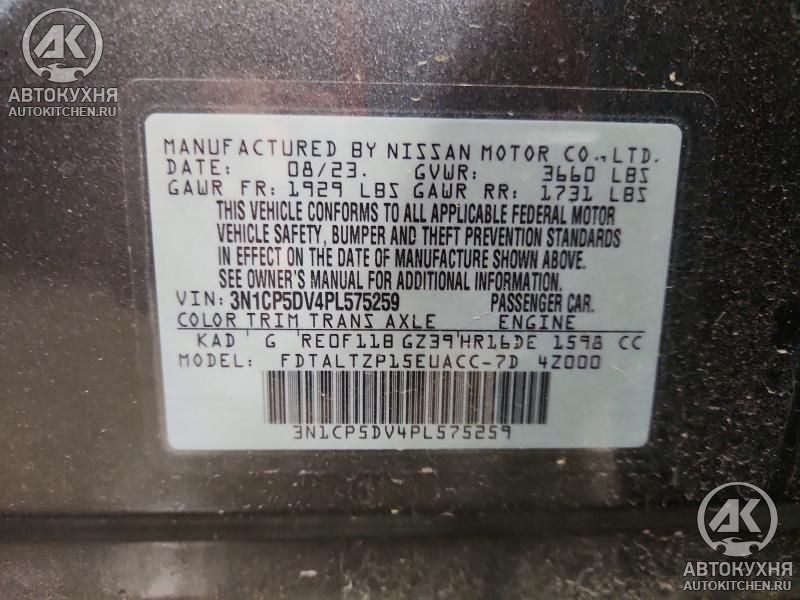 AK
АВТОКУХНЯ
AUTOKITCHEN.RU
MANUFACTURED BY NISSAN MOTOR CO., LTD.
DATE: 08/23. GVWR: 3660 LBS
GAWR FR: 1929 LBS GAWR RR: 1731 LBS
THIS VEHICLE CONFORMS TO ALL APPLICABLE FEDERAL MOTOR
VEHICLE SAFETY, BUMPER AND THEFT PREVENTION STANDARDS
IN EFFECT ON THE DATE OF MANUFACTURE SHOWN ABOVE.
SEE OWNER'S MANUAL FOR ADDITIONAL INFORMATION.
VIN: 3N1CP5DV4PL575259 PASSENGER CAR.
COLOR TRIM TRANS AXLE ENGINE
KAD G RE0F11B GZ39 HR16DE 1598 CC
MODEL: FDTALTZP15EUACC-7D 4Z000
3N1CP5DV4PL575259
AK
АВТОКУХНЯ
AUTOKITCHEN.RU